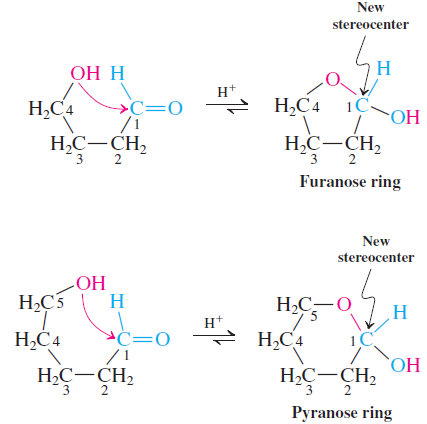 New
stereocenter
OH H
H⁺
O
H
H₂C4
C=O
1
H₂C4
1C
OH
H₂C—CH₂
3 2
H₂C—CH₂
3 2
Furanose ring
New
stereocenter
OH
H₂C5
H
H⁺
H₂C—O
5
H
H₂C4
C=O
1
H₂C4
1C
OH
H₂C—CH₂
3 2
H₂C—CH₂
3 2
Pyranose ring